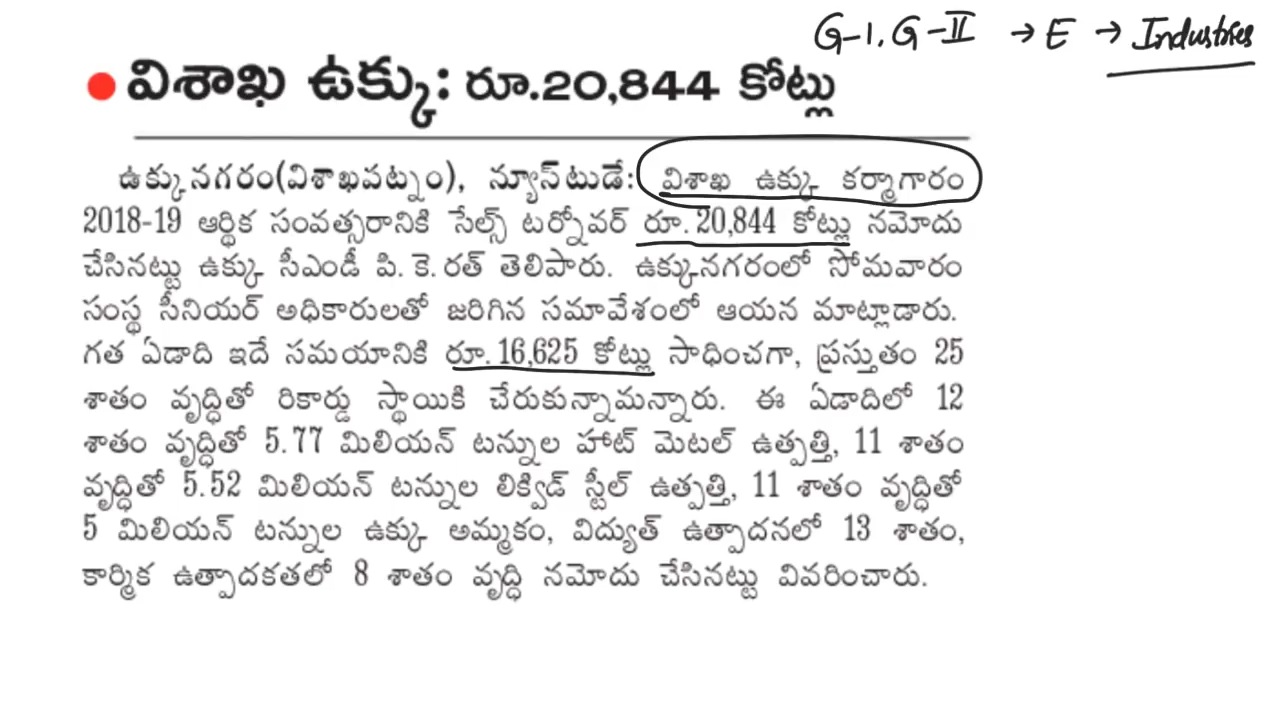 G-I, G-II → E → Industries
• విశాఖ ఉక్కు: రూ.20,844 కోట్లు
ఉక్కునగరం(విశాఖపట్నం), న్యూస్‌టుడే: విశాఖ ఉక్కు కర్మాగారం
2018-19 ఆర్థిక సంవత్సరానికి సేల్స్ టర్నోవర్ రూ.20,844 కోట్లు నమోదు
చేసినట్టు ఉక్కు సీఎండీ పి.కె.రత్ తెలిపారు. ఉక్కునగరంలో సోమవారం
సంస్థ సీనియర్ అధికారులతో జరిగిన సమావేశంలో ఆయన మాట్లాడారు.
గత ఏడాది ఇదే సమయానికి రూ.16,625 కోట్లు సాధించగా, ప్రస్తుతం 25
శాతం వృద్ధితో రికార్డు స్థాయికి చేరుకున్నామన్నారు. ఈ ఏడాదిలో 12
శాతం వృద్ధితో 5.77 మిలియన్ టన్నుల హాట్ మెటల్ ఉత్పత్తి, 11 శాతం
వృద్ధితో 5.52 మిలియన్ టన్నుల లిక్విడ్ స్టీల్ ఉత్పత్తి, 11 శాతం వృద్ధితో
5 మిలియన్ టన్నుల ఉక్కు అమ్మకం, విద్యుత్ ఉత్పాదనలో 13 శాతం,
కార్మిక ఉత్పాదకతలో 8 శాతం వృద్ధి నమోదు చేసినట్టు వివరించారు.